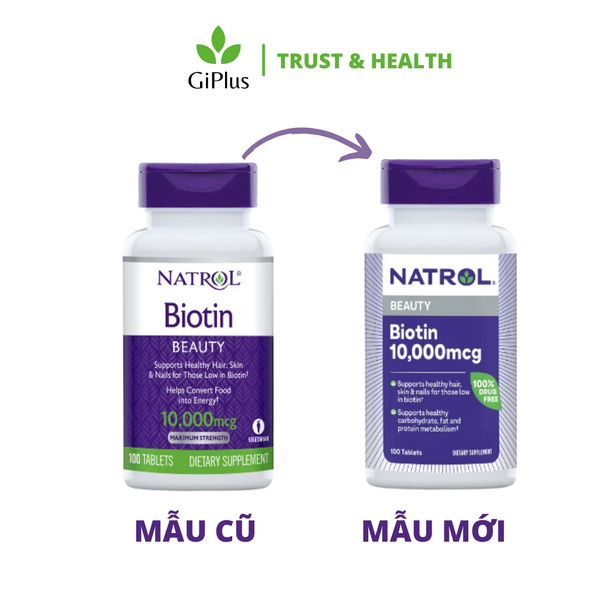 GiPlus
TRUST & HEALTH
NATROL®
Biotin
BEAUTY
Supports Healthy Hair, Skin
& Nails for Those Low in Biotin†
Helps Convert Food
into Energy†
10,000mcg
MAXIMUM STRENGTH
VEGETARIAN
100 TABLETS
DIETARY SUPPLEMENT
NATROL®
BEAUTY
Biotin
10,000mcg
100%
DRUG
FREE
Supports healthy hair,
skin & nails for those low
in biotin†
Supports healthy
carbohydrate, fat and
protein metabolism†
100 Tablets
DIETARY SUPPLEMENT
MẪU CŨ
MẪU MỚI